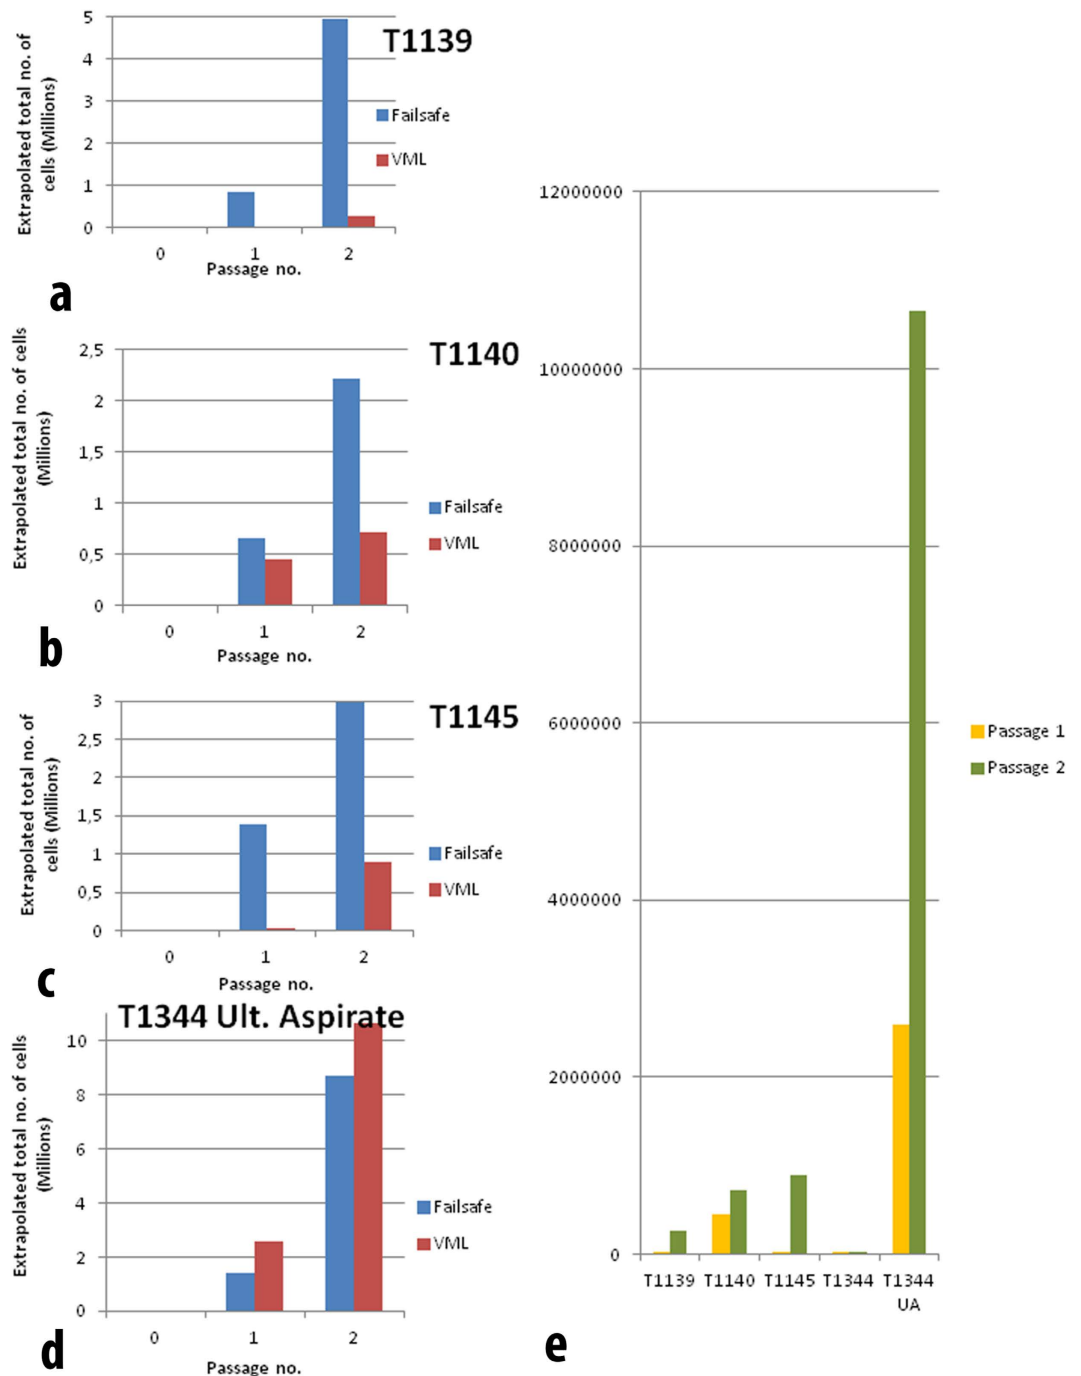 T1139
Extrapolated total no. of
cells (Millions)
5
4
3
2
1
0
Failsafe
VML
0 1 2
Passage no.
a
T1140
Extrapolated total no. of cells
(Millions)
2,5
2
1,5
1
0,5
0
Failsafe
VML
0 1 2
Passage no.
b
T1145
Extrapolated total no. of
cells (Millions)
3
2,5
2
1,5
1
0,5
0
Failsafe
VML
0 1 2
Passage no.
c
T1344 Ult. Aspirate
Extrapolated total no. of cells
(Millions)
10
8
6
4
2
0
Failsafe
VML
0 1 2
Passage no.
d
12000000
10000000
8000000
6000000
4000000
2000000
0
Passage 1
Passage 2
T1139 T1140 T1145 T1344 T1344
UA
e